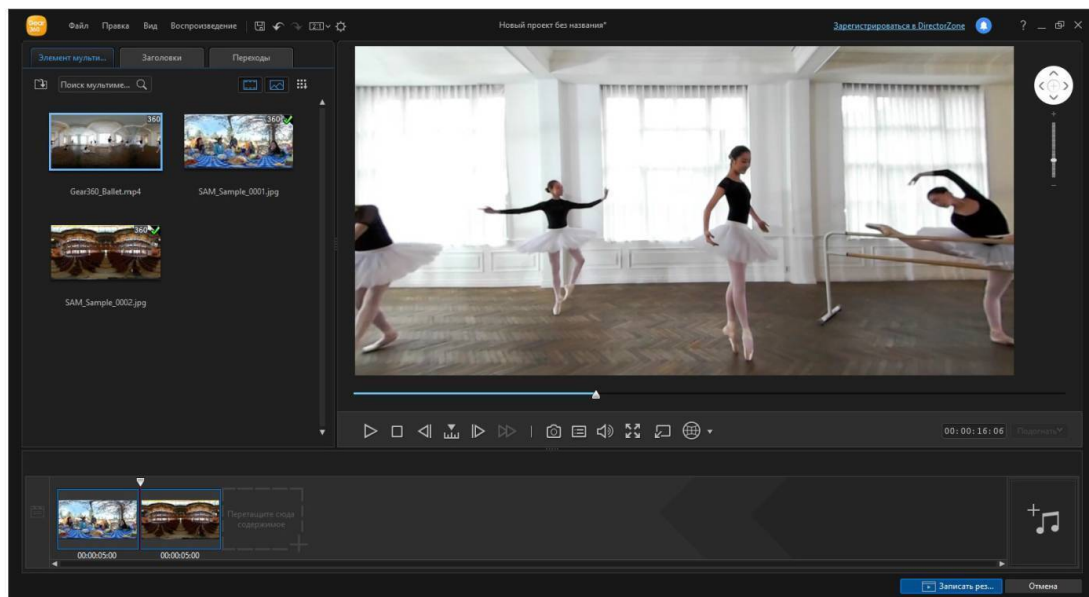 Gear 360
Файл Правка Вид Воспроизведение
Новый проект без названия*
Зарегистрироваться в DirectorZone
?
Элемент мульти... Заголовки Переходы
Поиск мультиме...
360
360
Gear360_Ballet.mp4
SAM_Sample_0001.jpg
360
SAM_Sample_0002.jpg
00:00:16:06
Перетащите сюда
содержимое
00:00:05:00
00:00:05:00
Записать рез...
Отмена